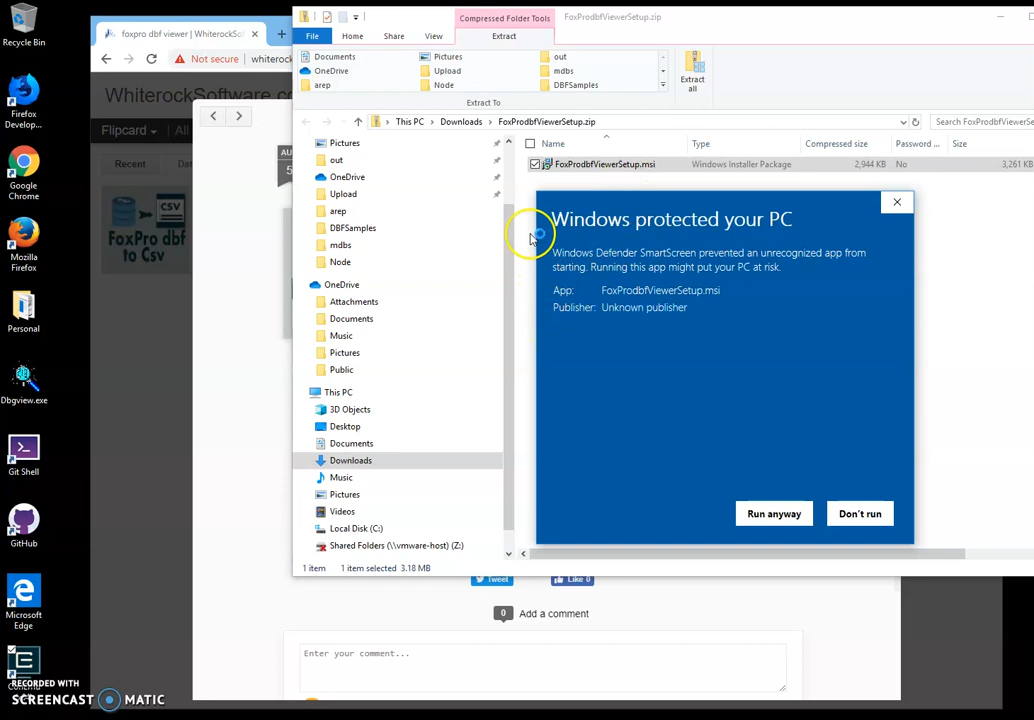 Recycle Bin
Firefox
Develop...
Google
Chrome
Mozilla
Firefox
Personal
Dbgview.exe
Git Shell
GitHub
Microsoft
Edge
RECORDED WITH
SCREENCAST MATIC
foxpro dbf viewer | WhiterockSoft
Not secure
whiterock
WhiterockSoftware.c
Flipcard
All
Recent
FoxPro dbf
to Csv
CSV
5
Compressed Folder Tools
FoxProdbfViewerSetup.zip
File
Home
Share
View
Extract
Documents
Pictures
out
OneDrive
Upload
mdbs
arep
Node
DBFSamples
Extract
all
Extract To
This PC
Downloads
FoxProdbfViewerSetup.zip
Search FoxProdbfViewerSetu
Name
Type
Compressed size
Password ...
Size
FoxProdbfViewerSetup.msi
Windows Installer Package
2,944 KB
No
3,261 KB
Pictures
out
OneDrive
Upload
arep
DBFSamples
mdbs
Node
OneDrive
Attachments
Documents
Music
Pictures
Public
This PC
3D Objects
Desktop
Documents
Downloads
Music
Pictures
Videos
Local Disk (C:)
Shared Folders (\\vmware-host) (Z:)
1 item
1 item selected 3.18 MB
Windows protected your PC
Windows Defender SmartScreen prevented an unrecognized app from
starting. Running this app might put your PC at risk.
App: FoxProdbfViewerSetup.msi
Publisher: Unknown publisher
Run anyway
Don't run
Tweet
Like 0
0
Add a comment
Enter your comment...